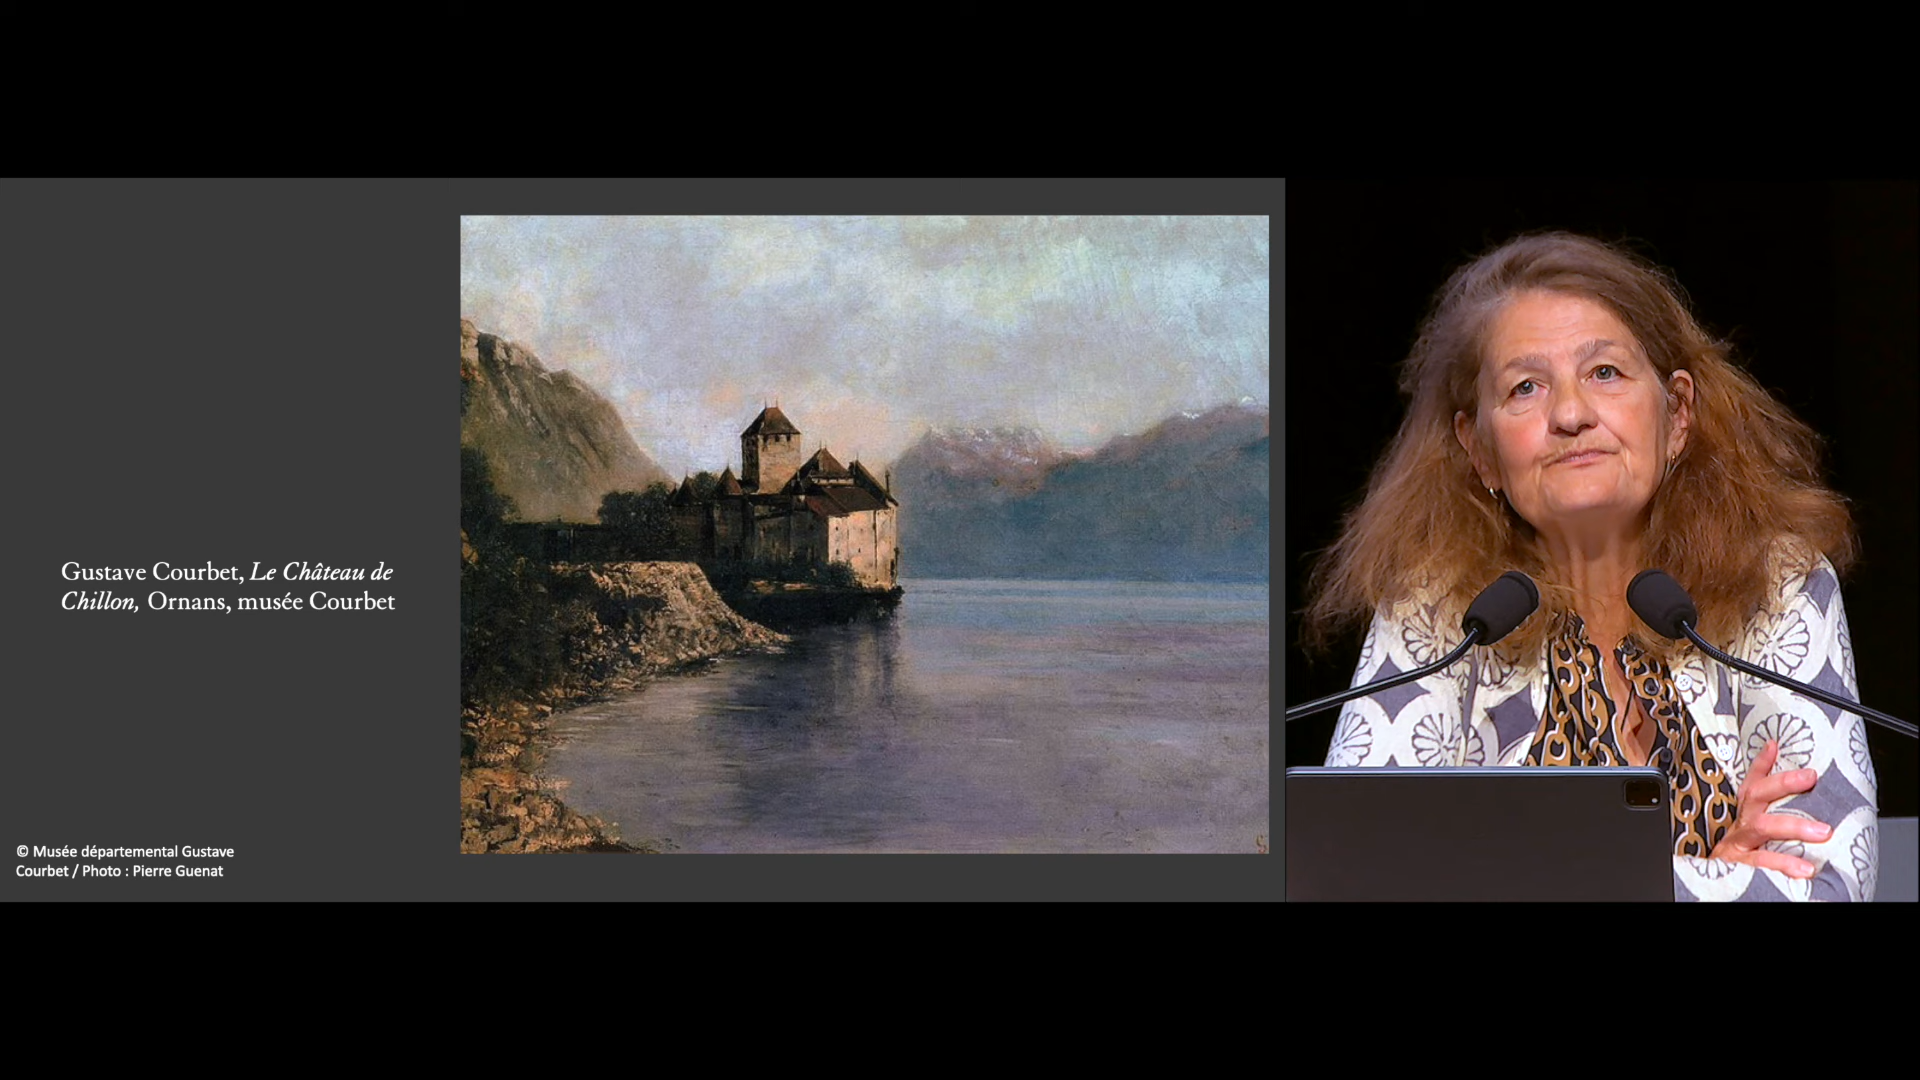 Gustave Courbet, Le Château de
Chillon, Ornans, musée Courbet
© Musée départemental Gustave
Courbet / Photo : Pierre Guenat